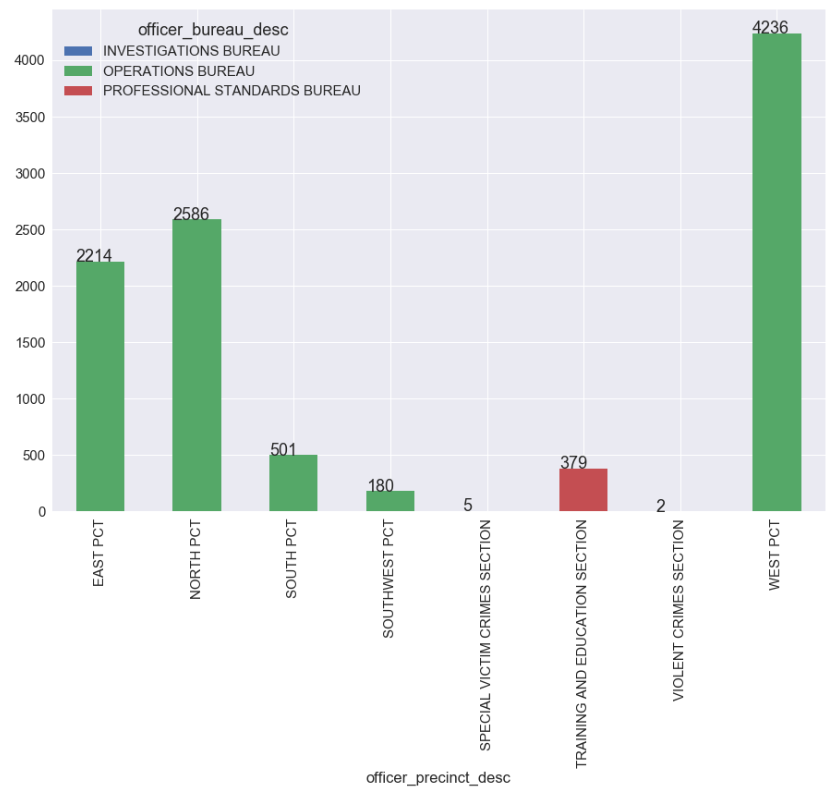 officer_bureau_desc
INVESTIGATIONS BUREAU
OPERATIONS BUREAU
PROFESSIONAL STANDARDS BUREAU
4000
3500
3000
2500
2000
1500
1000
500
0
2214
2586
501
180
5
379
2
4236
EAST PCT
NORTH PCT
SOUTH PCT
SOUTHWEST PCT
SPECIAL VICTIM CRIMES SECTION
TRAINING AND EDUCATION SECTION
VIOLENT CRIMES SECTION
WEST PCT
officer_precinct_desc